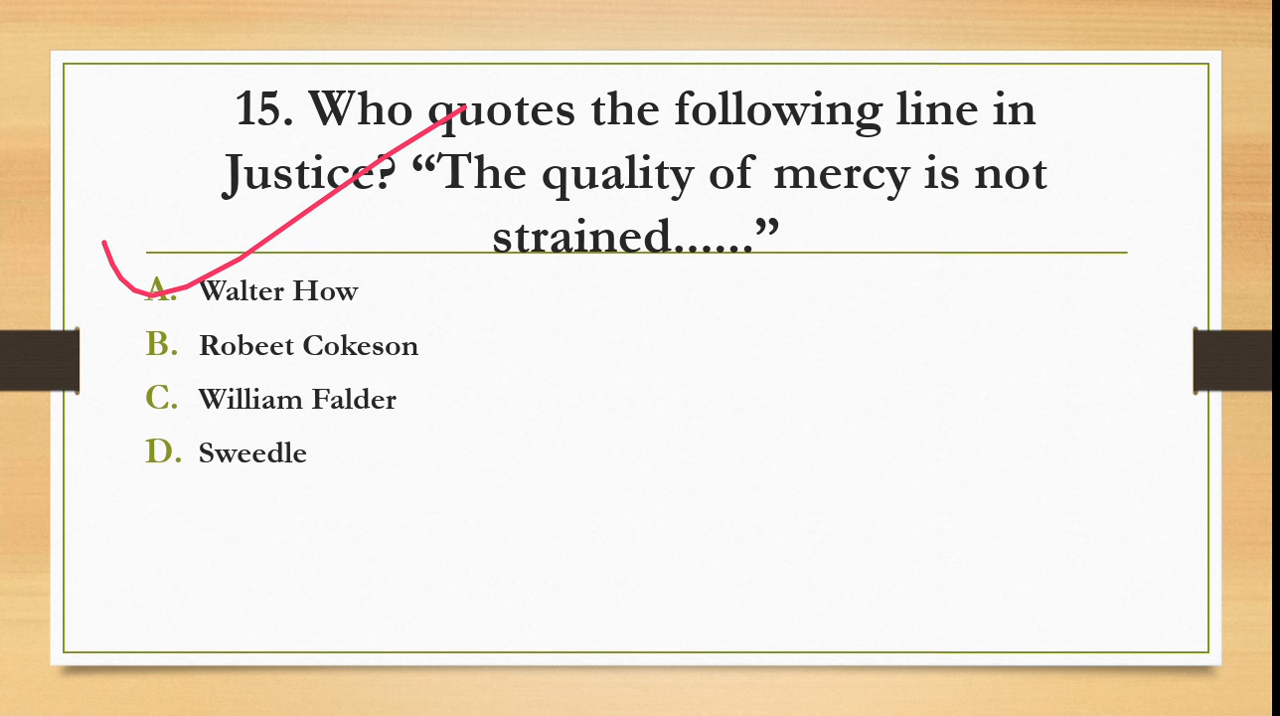 15. Who quotes the following line in
Justice? “The quality of mercy is not
strained......”
A. Walter How
B. Robeet Cokeson
C. William Falder
D. Sweedle